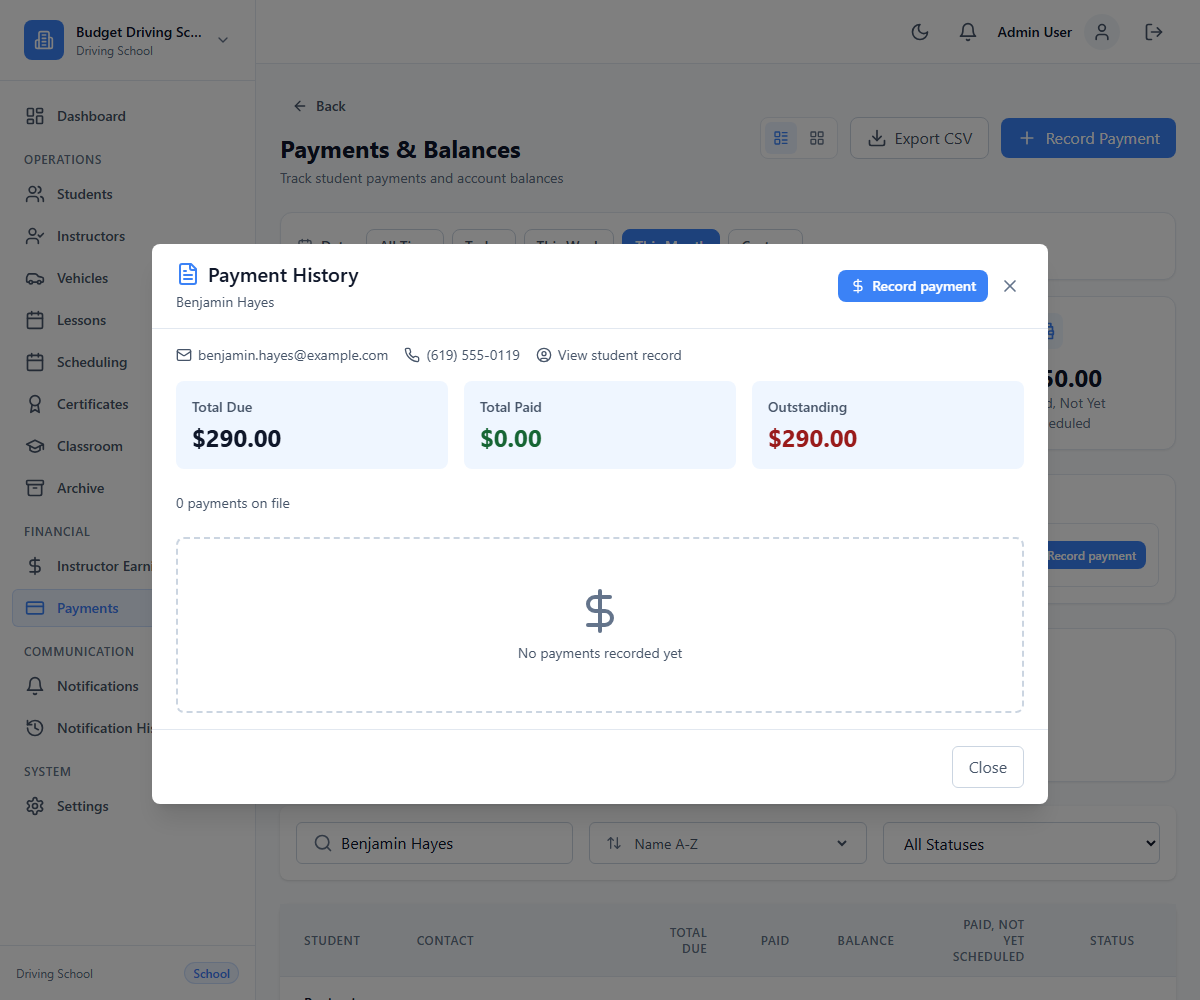 Budget Driving Sc...
Driving School
Admin User
Dashboard
OPERATIONS
Students
Instructors
Vehicles
Lessons
Scheduling
Certificates
Classroom
Archive
FINANCIAL
Instructor
Payments
COMMUNICATION
Notifications
Notification
SYSTEM
Settings
Driving School
School
Back
Payments & Balances
Track student payments and account balances
Export CSV
Record Payment
This Month
Payment History
Benjamin Hayes
Record payment
benjamin.hayes@example.com
(619) 555-0119
View student record
Total Due
$290.00
Total Paid
$0.00
Outstanding
$290.00
0 payments on file
No payments recorded yet
Close
Not Yet
Record payment
Benjamin Hayes
Name A-Z
All Statuses
STUDENT
CONTACT
TOTAL
DUE
PAID
BALANCE
PAID, NOT
YET
SCHEDULED
STATUS